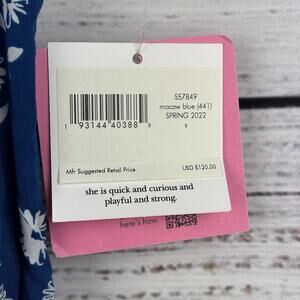 S57849
macaw blue (441)
SPRING 2022
1 93144 40388 9
s
Mfr Suggested Retail Price USD $120.00
she is quick and curious and
playful and strong.
here's how.